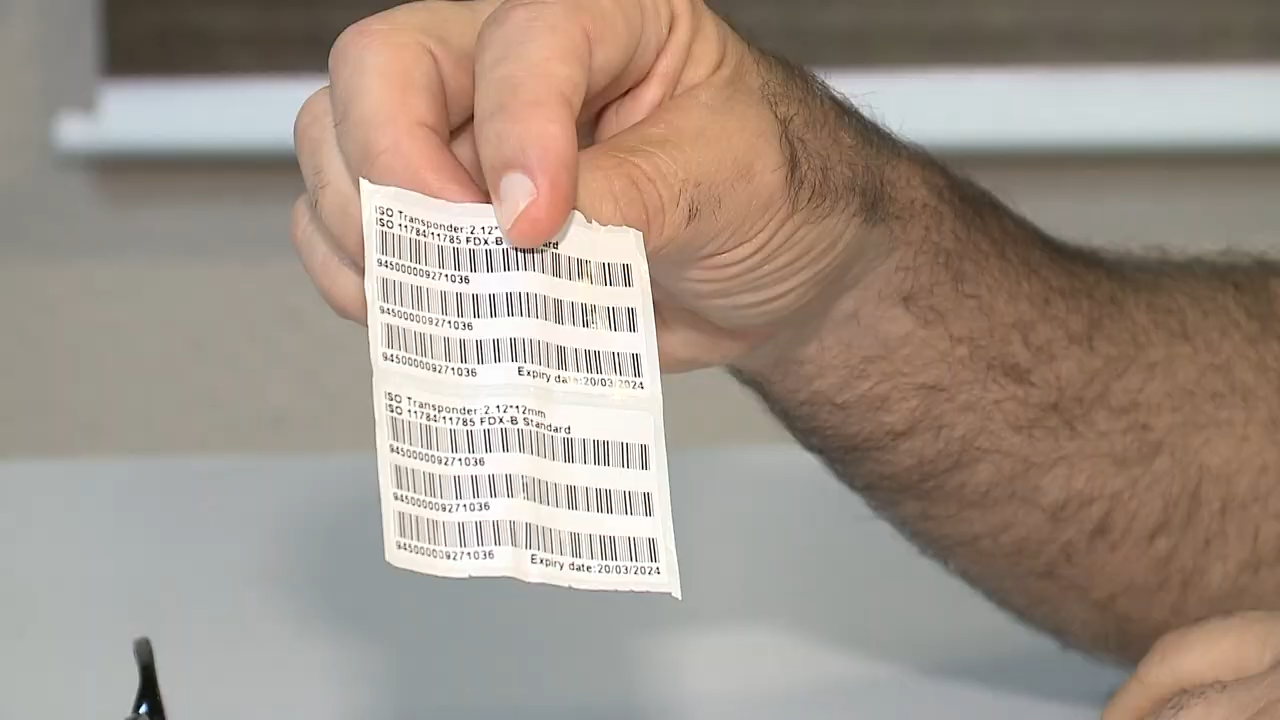 ISO Transponder:2.12*
ISO 11784/11785 FDX-B
945000009271036
945000009271036
945000009271036 Expiry date:20/03/2024
ISO Transponder:2.12*12mm
ISO 11784/11785 FDX-B Standard
945000009271036
945000009271036
945000009271036 Expiry date:20/03/2024